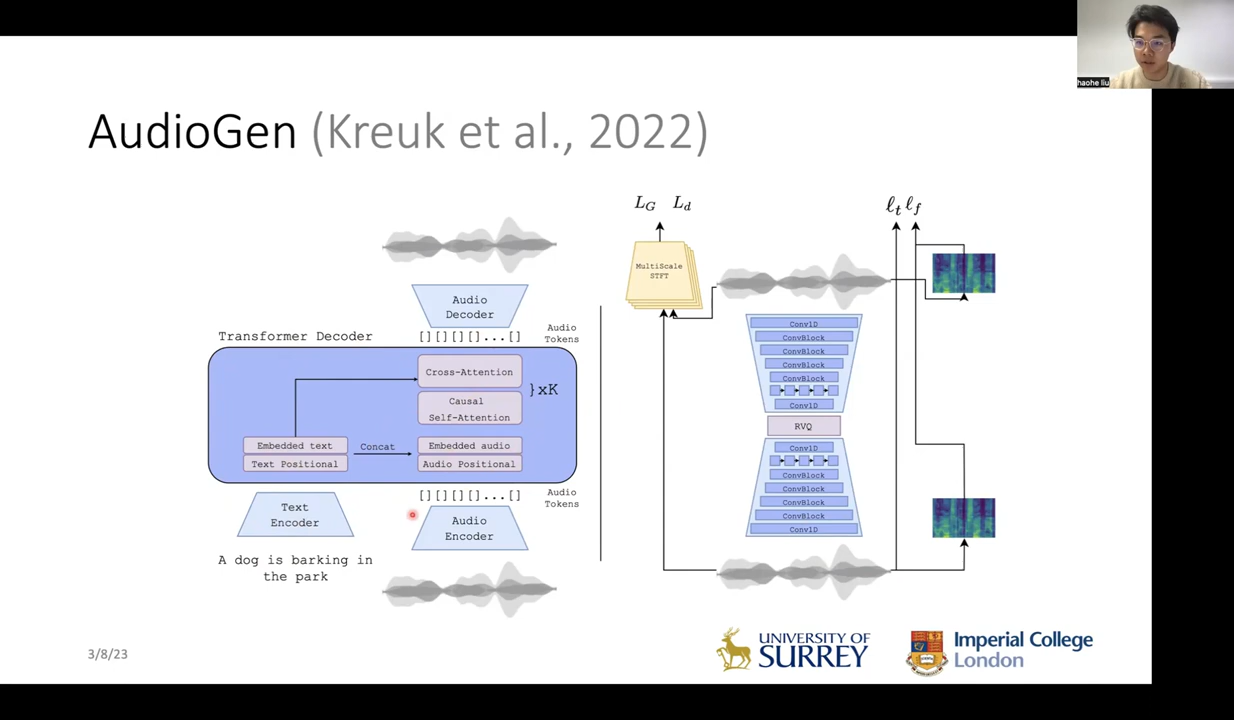 haohe liu
AudioGen (Kreuk et al., 2022)
Audio
Decoder
Transformer Decoder
[][][][]...[]
Audio
Tokens
Cross-Attention
Causal
Self-Attention
}xK
Embedded text
Text Positional
Concat
Embedded audio
Audio Positional
[][][][]...[]
Audio
Tokens
Text
Encoder
Audio
Encoder
A dog is barking in
the park
L_G L_d
ℓ_t ℓ_f
MultiScale
STFT
Conv1D
ConvBlock
ConvBlock
ConvBlock
ConvBlock
Conv1D
RVQ
Conv1D
ConvBlock
ConvBlock
ConvBlock
ConvBlock
Conv1D
3/8/23
UNIVERSITY OF
SURREY
Imperial College
London